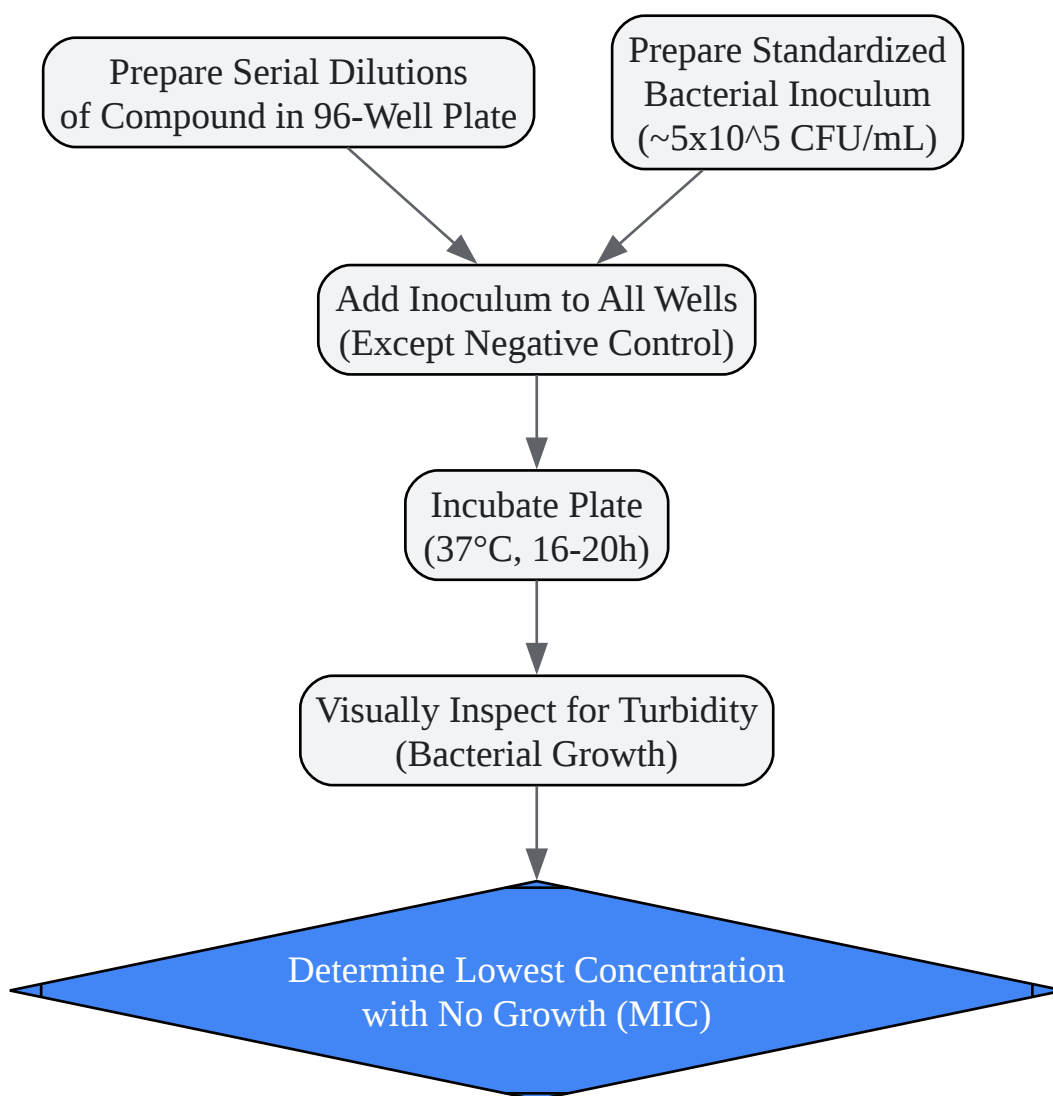 Prepare Serial Dilutions
of Compound in 96-Well Plate
Prepare Standardized
Bacterial Inoculum
(~5x10^5 CFU/mL)
Add Inoculum to All Wells
(Except Negative Control)
Incubate Plate
(37°C, 16-20h)
Visually Inspect for Turbidity
(Bacterial Growth)
Determine Lowest Concentration
with No Growth (MIC)